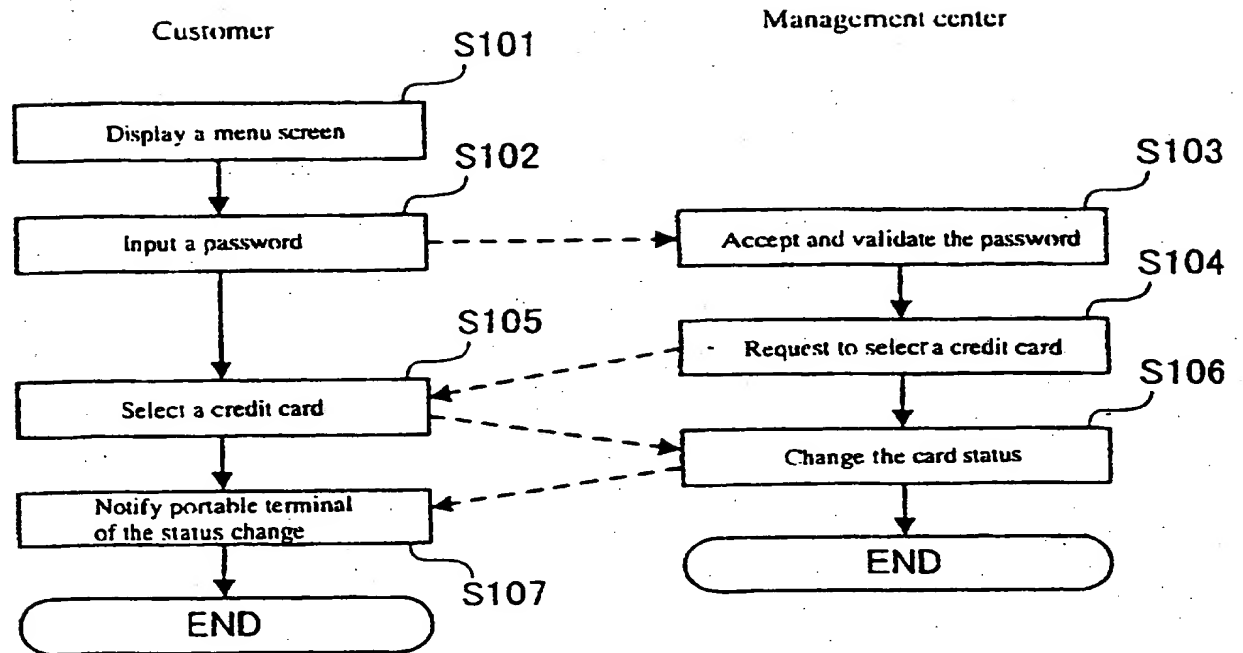 Customer
Management center
S101
Display a menu screen
S102
Input a password
S103
Accept and validate the password
S104
Request to select a credit card
S105
Select a credit card
S106
Change the card status
Notify portable terminal
of the status change
S107
END
END